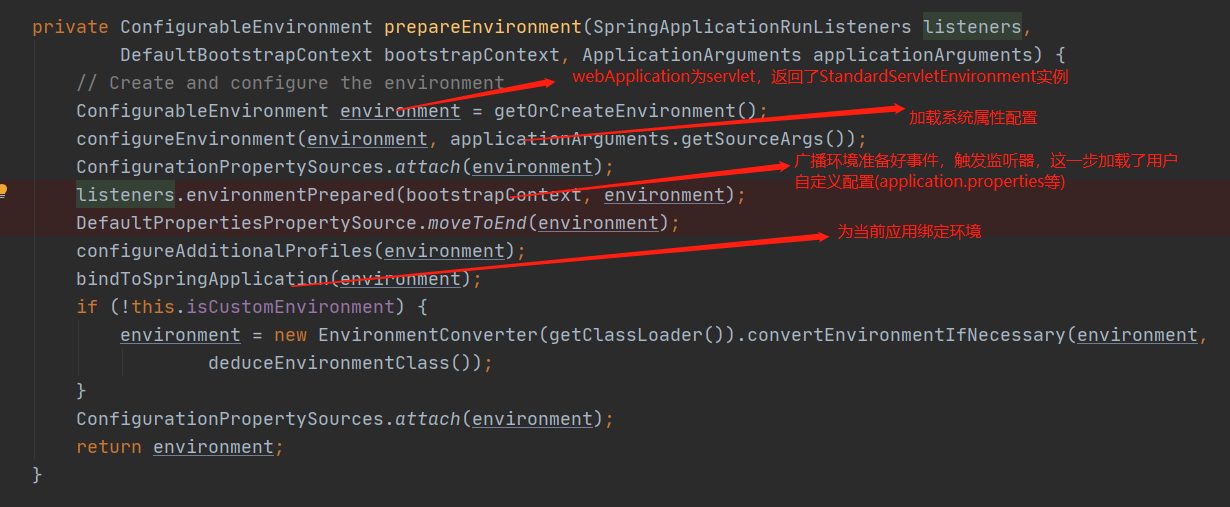 private ConfigurableEnvironment prepareEnvironment(SpringApplicationRunListeners listeners,
DefaultBootstrapContext bootstrapContext, ApplicationArguments applicationArguments) {
// Create and configure the environment
webApplication为servlet，返回了StandardServletEnvironment实例
ConfigurableEnvironment environment = getOrCreateEnvironment();
加载系统属性配置
configureEnvironment(environment, applicationArguments.getSourceArgs());
ConfigurationPropertySources.attach(environment);
广播环境准备好事件，触发监听器，这一步加载了用户
自定义配置(application.properties等)
listeners.environmentPrepared(bootstrapContext, environment);
DefaultPropertiesPropertySource.moveToEnd(environment);
为当前应用绑定环境
configureAdditionalProfiles(environment);
bindToSpringApplication(environment);
if (!this.isCustomEnvironment) {
environment = new EnvironmentConverter(getClassLoader()).convertEnvironmentIfNecessary(environment,
deduceEnvironmentClass());
}
ConfigurationPropertySources.attach(environment);
return environment;
}